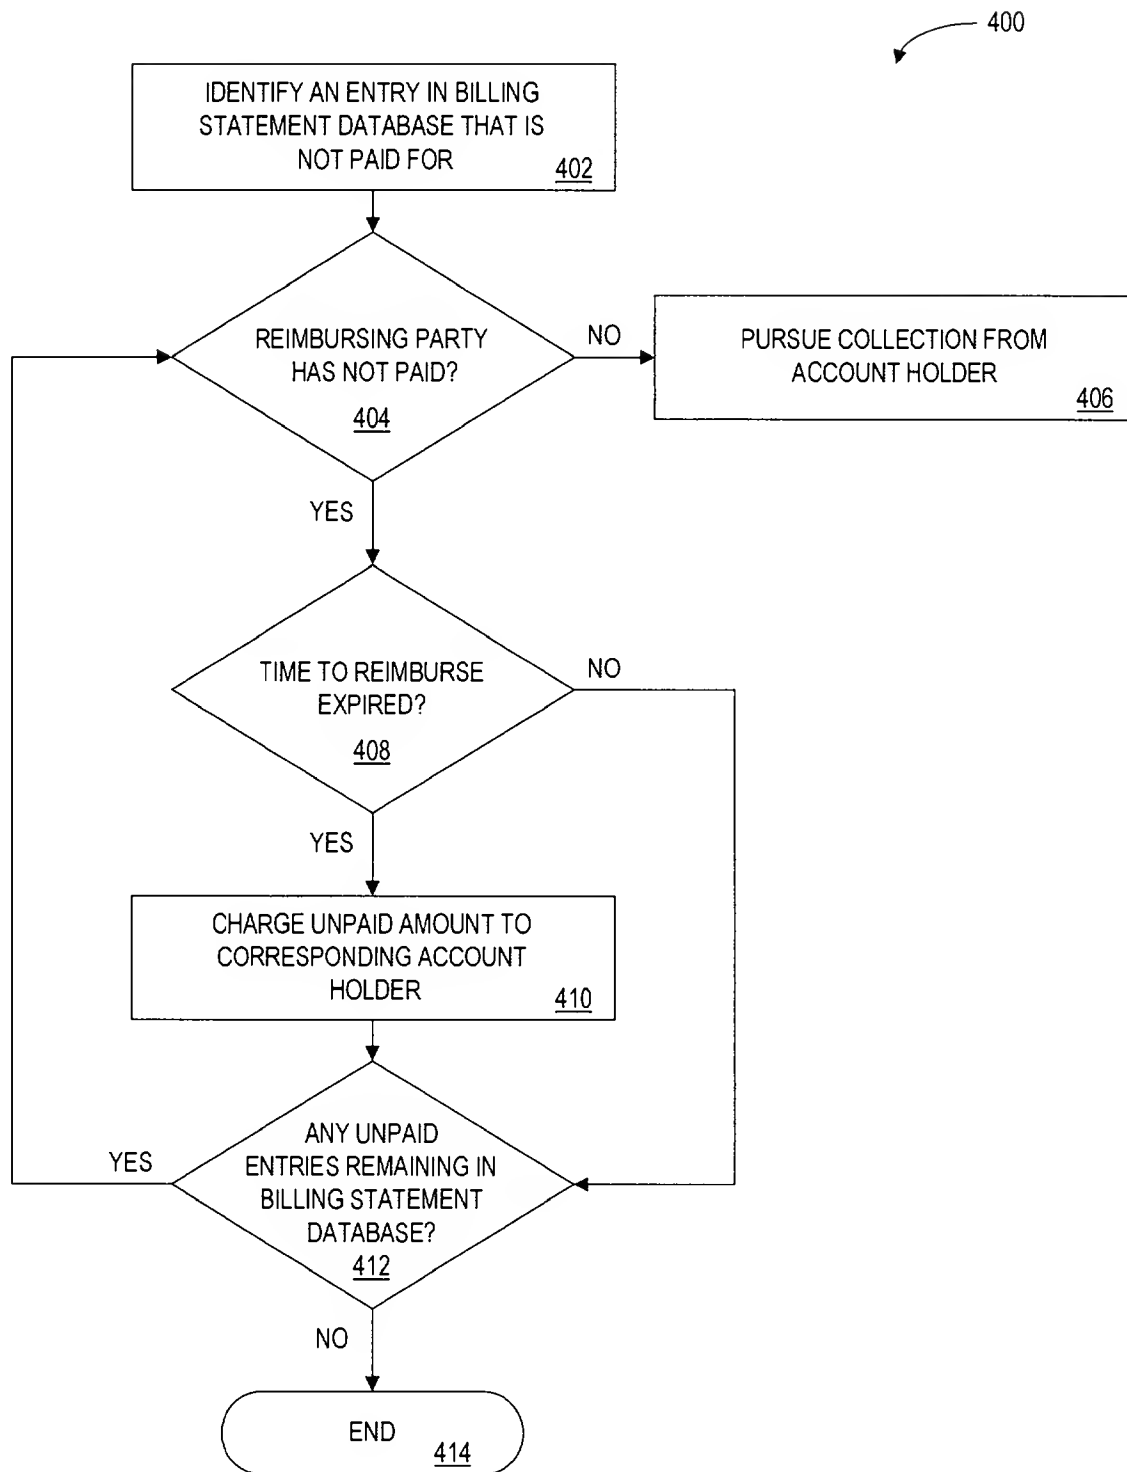 400
IDENTIFY AN ENTRY IN BILLING
STATEMENT DATABASE THAT IS
NOT PAID FOR
402
REIMBURSING PARTY
HAS NOT PAID?
404
NO
PURSUE COLLECTION FROM
ACCOUNT HOLDER
406
YES
TIME TO REIMBURSE
EXPIRED?
408
NO
YES
CHARGE UNPAID AMOUNT TO
CORRESPONDING ACCOUNT
HOLDER
410
ANY UNPAID
ENTRIES REMAINING IN
BILLING STATEMENT
DATABASE?
412
YES
NO
END
414